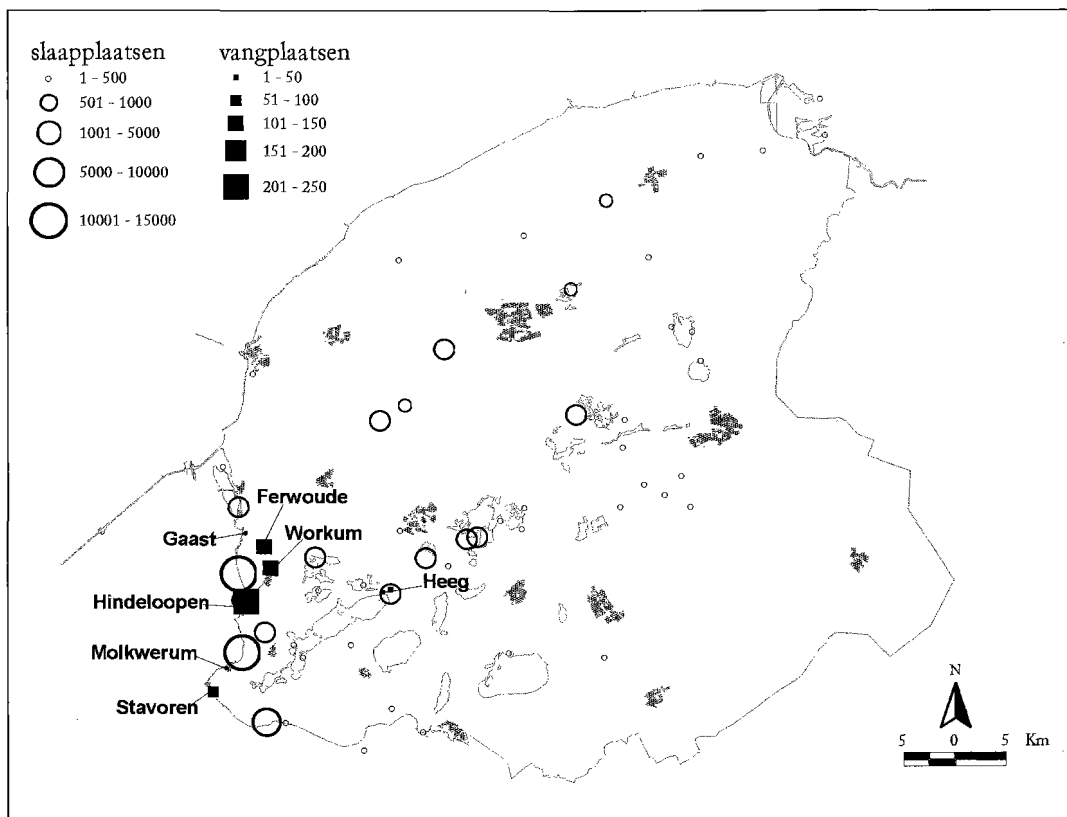 slaapplaatsen
1 - 500
501 - 1000
1001 - 5000
5000 - 10000
10001 - 15000
vangplaatsen
1 - 50
51 - 100
101 - 150
151 - 200
201 - 250
Ferwoude
Gaast
Workum
Heeg
Hindeloopen
Molkwerum
Stavoren
N
5 0 5 Km